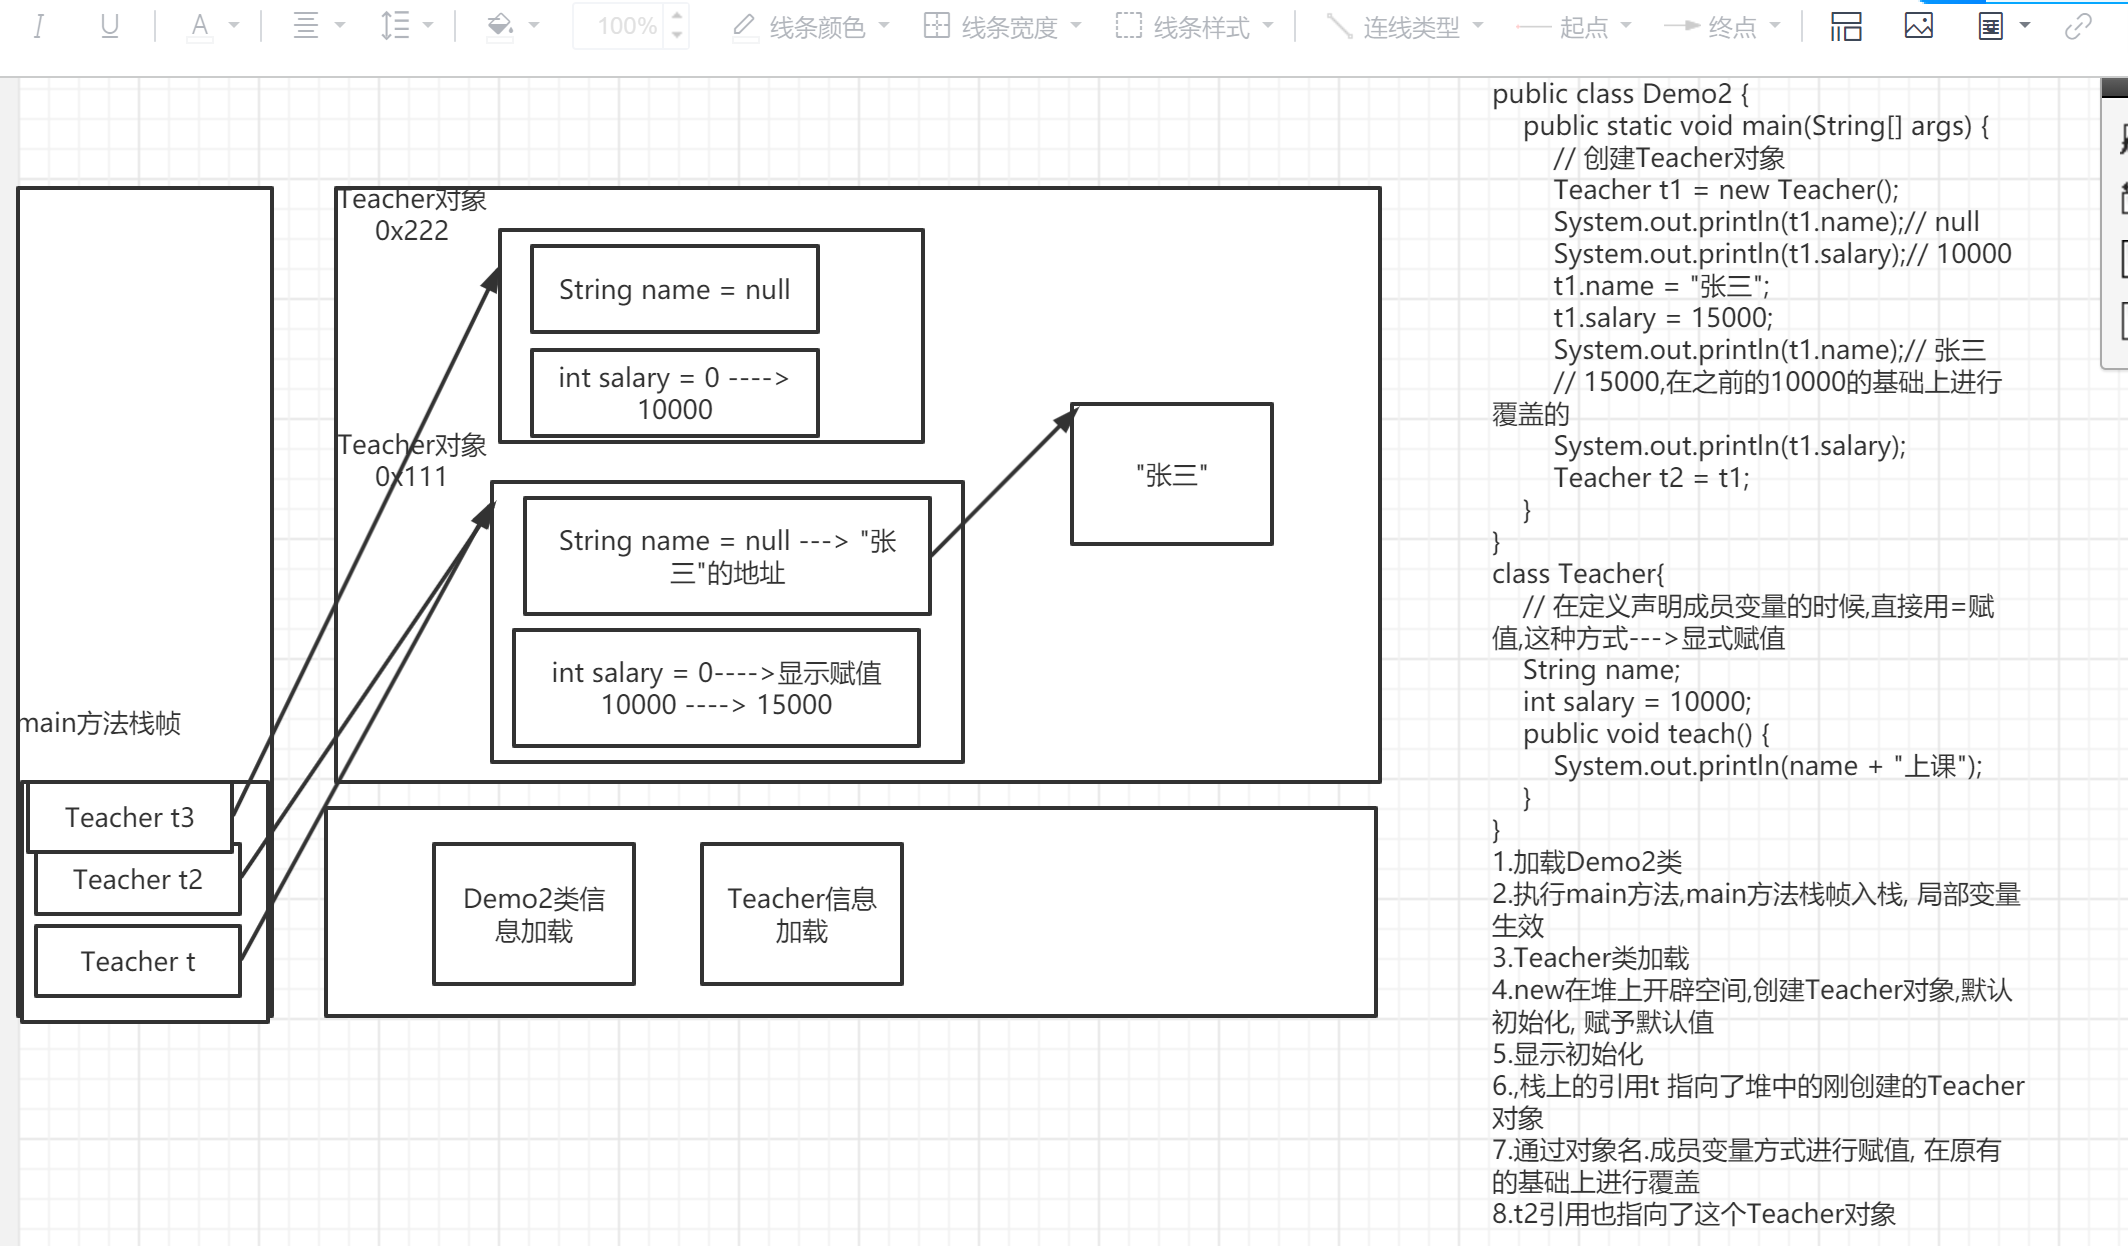 I U A 100% 线条颜色 线条宽度 线条样式 连线类型 起点 终点
Teacher对象
0x222
String name = null
int salary = 0 ---->
10000
Teacher对象
0x111
String name = null ---> "张
三"的地址
int salary = 0---->显示赋值
10000 ----> 15000
"张三"
main方法栈帧
Teacher t3
Teacher t2
Teacher t
Demo2类信
息加载
Teacher信息
加载
public class Demo2 {
public static void main(String[] args) {
// 创建Teacher对象
Teacher t1 = new Teacher();
System.out.println(t1.name);// null
System.out.println(t1.salary);// 10000
t1.name = "张三";
t1.salary = 15000;
System.out.println(t1.name);// 张三
// 15000,在之前的10000的基础上进行
覆盖的
System.out.println(t1.salary);
Teacher t2 = t1;
}
}
class Teacher{
// 在定义声明成员变量的时候,直接用=赋
值,这种方式--->显式赋值
String name;
int salary = 10000;
public void teach() {
System.out.println(name + "上课");
}
}
1.加载Demo2类
2.执行main方法,main方法栈帧入栈, 局部变量
生效
3.Teacher类加载
4.new在堆上开辟空间,创建Teacher对象,默认
初始化, 赋予默认值
5.显示初始化
6.,栈上的引用t 指向了堆中的刚创建的Teacher
对象
7.通过对象名.成员变量方式进行赋值, 在原有
的基础上进行覆盖
8.t2引用也指向了这个Teacher对象